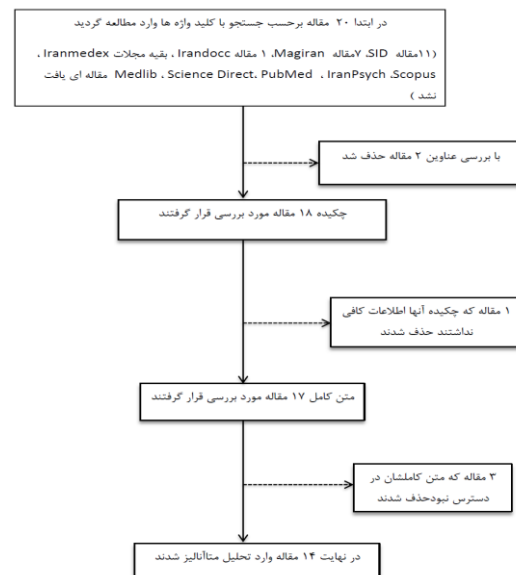 در ابتدا ۲۰ مقاله برحسب جستجو با کلید واژه ها وارد مطالعه گردید
(۱۱مقاله SID، ۷مقاله Magiran، ۱ مقاله Irandocc، بقیه مجلات Iranmedex ،
Medlib ، Science Direct، PubMed ، IranPsych ،Scopus مقاله ای یافت
نشد )
با بررسی عناوین ۲ مقاله حذف شد
چکیده ۱۸ مقاله مورد بررسی قرار گرفتند
۱ مقاله که چکیده آنها اطلاعات کافی
نداشتند حذف شدند
متن کامل ۱۷ مقاله مورد بررسی قرار گرفتند
۳ مقاله که متن کاملشان در
دسترس نبودحذف شدند
در نهایت ۱۴ مقاله وارد تحلیل متاآنالیز شدند